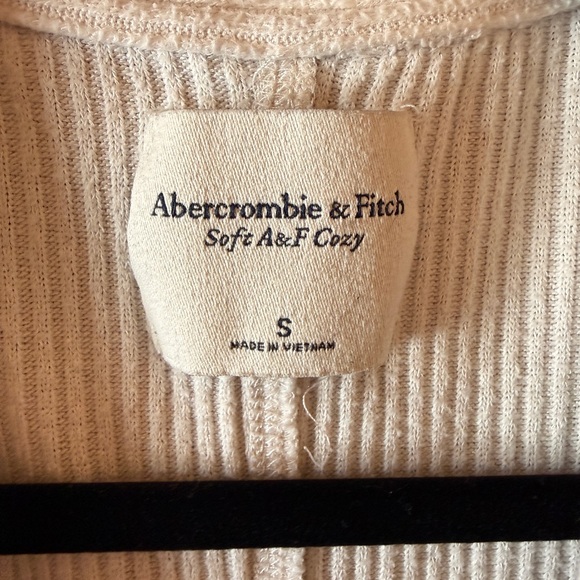 Abercrombie & Fitch
Soft A&F Cozy
S
MADE IN VIETNAM